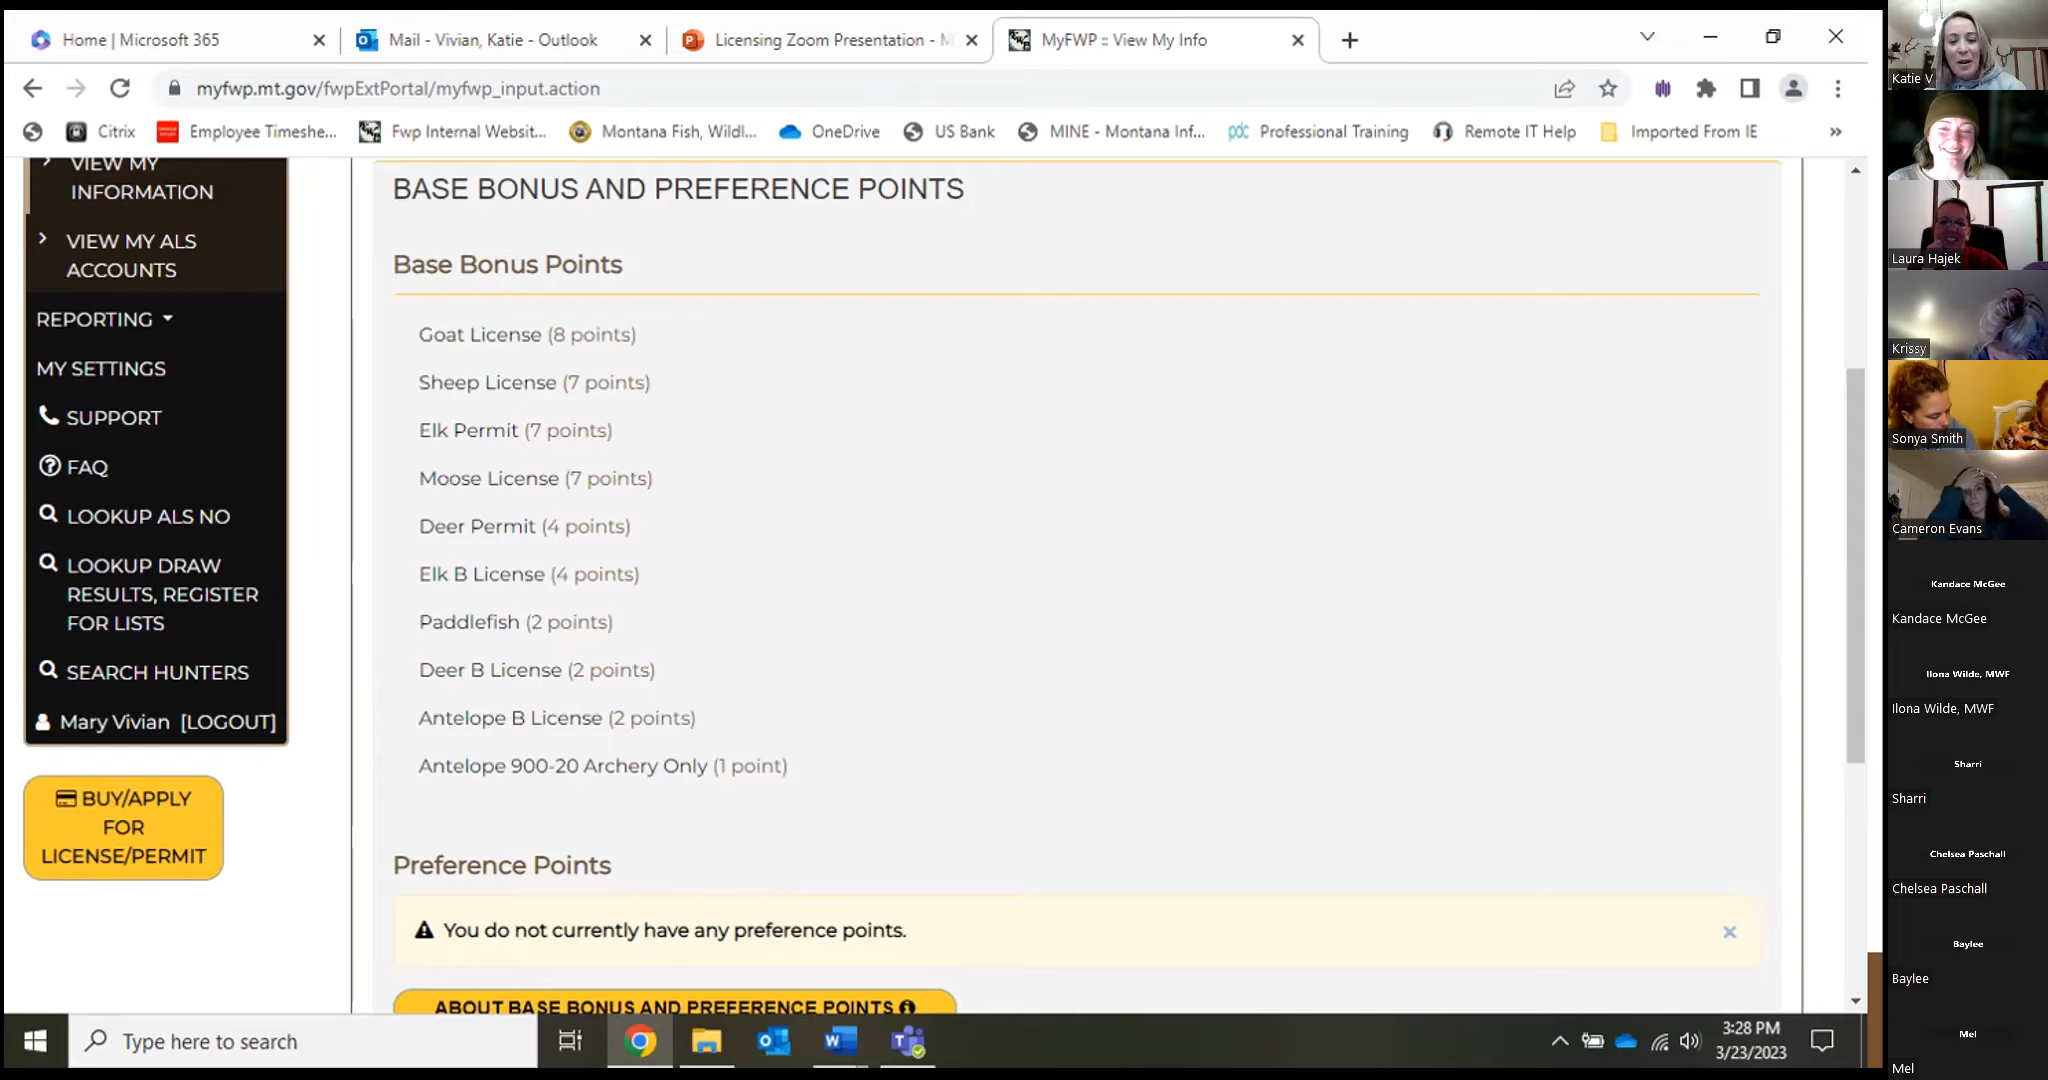 Home | Microsoft 365
Mail - Vivian, Katie - Outlook
Licensing Zoom Presentation - M
MyFWP :: View My Info
myfwp.mt.gov/fwpExtPortal/myfwp_input.action
Citrix
Employee Timeshe...
Fwp Internal Websit...
Montana Fish, Wildl...
OneDrive
US Bank
MINE - Montana Inf...
pdc Professional Training
Remote IT Help
Imported From IE
VIEW MY
INFORMATION
VIEW MY ALS
ACCOUNTS
REPORTING
MY SETTINGS
SUPPORT
FAQ
LOOKUP ALS NO
LOOKUP DRAW
RESULTS, REGISTER
FOR LISTS
SEARCH HUNTERS
Mary Vivian [LOGOUT]
BUY/APPLY
FOR
LICENSE/PERMIT
BASE BONUS AND PREFERENCE POINTS
Base Bonus Points
Goat License (8 points)
Sheep License (7 points)
Elk Permit (7 points)
Moose License (7 points)
Deer Permit (4 points)
Elk B License (4 points)
Paddlefish (2 points)
Deer B License (2 points)
Antelope B License (2 points)
Antelope 900-20 Archery Only (1 point)
Preference Points
You do not currently have any preference points.
ABOUT BASE BONUS AND PREFERENCE POINTS
Type here to search
3:28 PM
3/23/2023
Katie V
Laura Hajek
Krissy
Sonya Smith
Cameron Evans
Kandace McGee
Kandace McGee
Ilona Wilde, MWF
Ilona Wilde, MWF
Sharri
Sharri
Chelsea Paschall
Chelsea Paschall
Baylee
Baylee
Mel
Mel